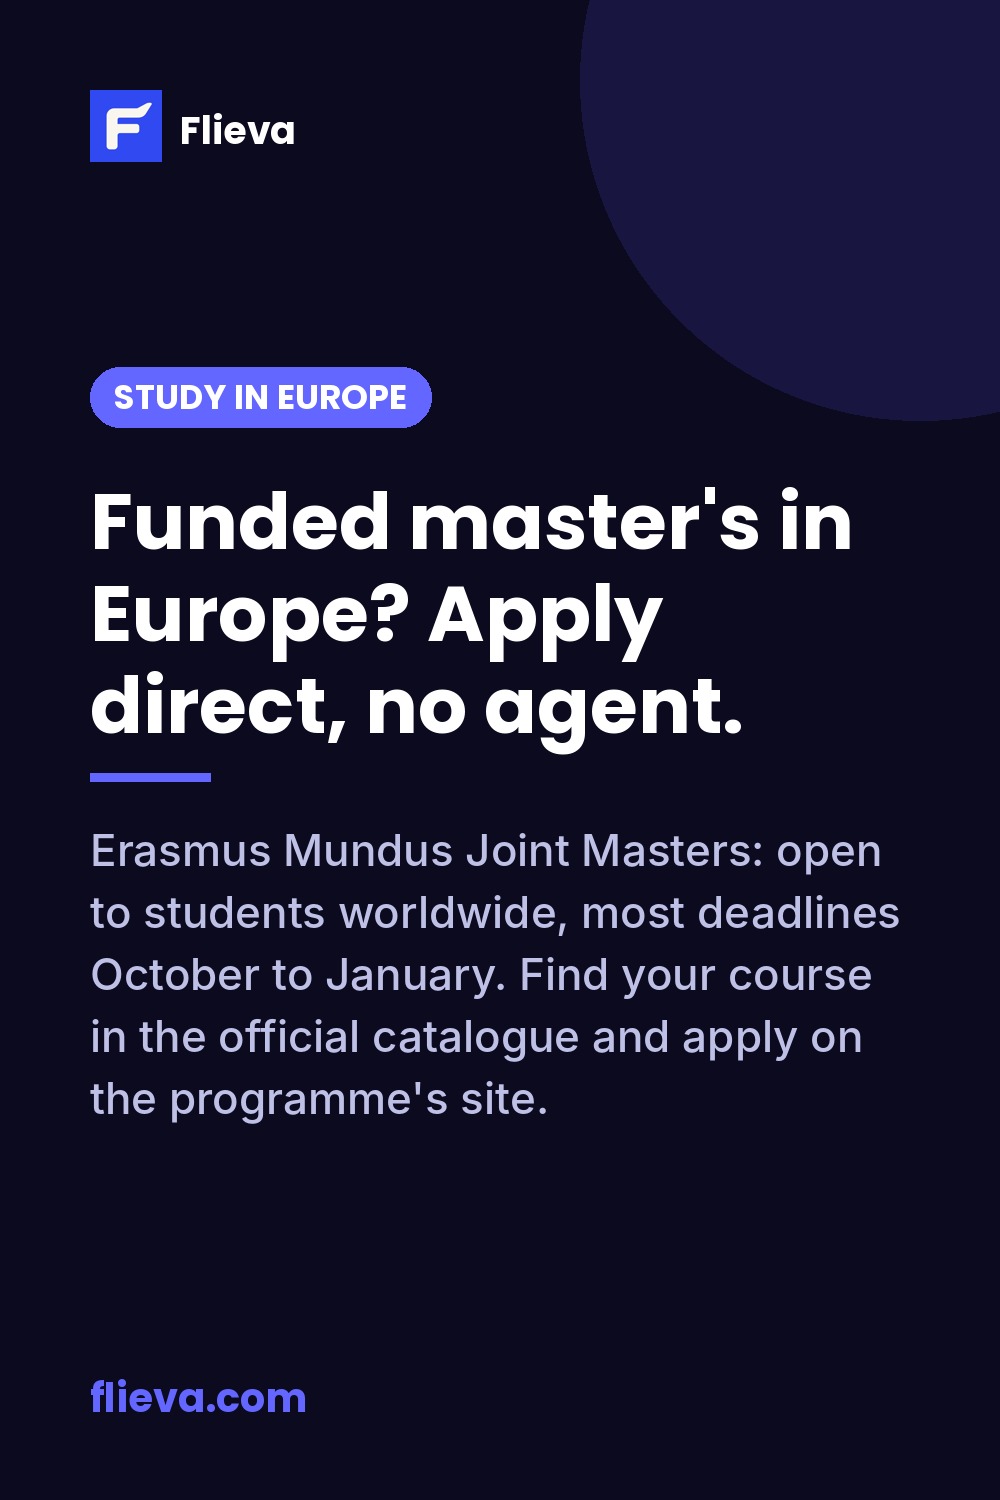 Flieva
STUDY IN EUROPE
Funded master's in
Europe? Apply
direct, no agent.
Erasmus Mundus Joint Masters: open
to students worldwide, most deadlines
October to January. Find your course
in the official catalogue and apply on
the programme's site.
flieva.com